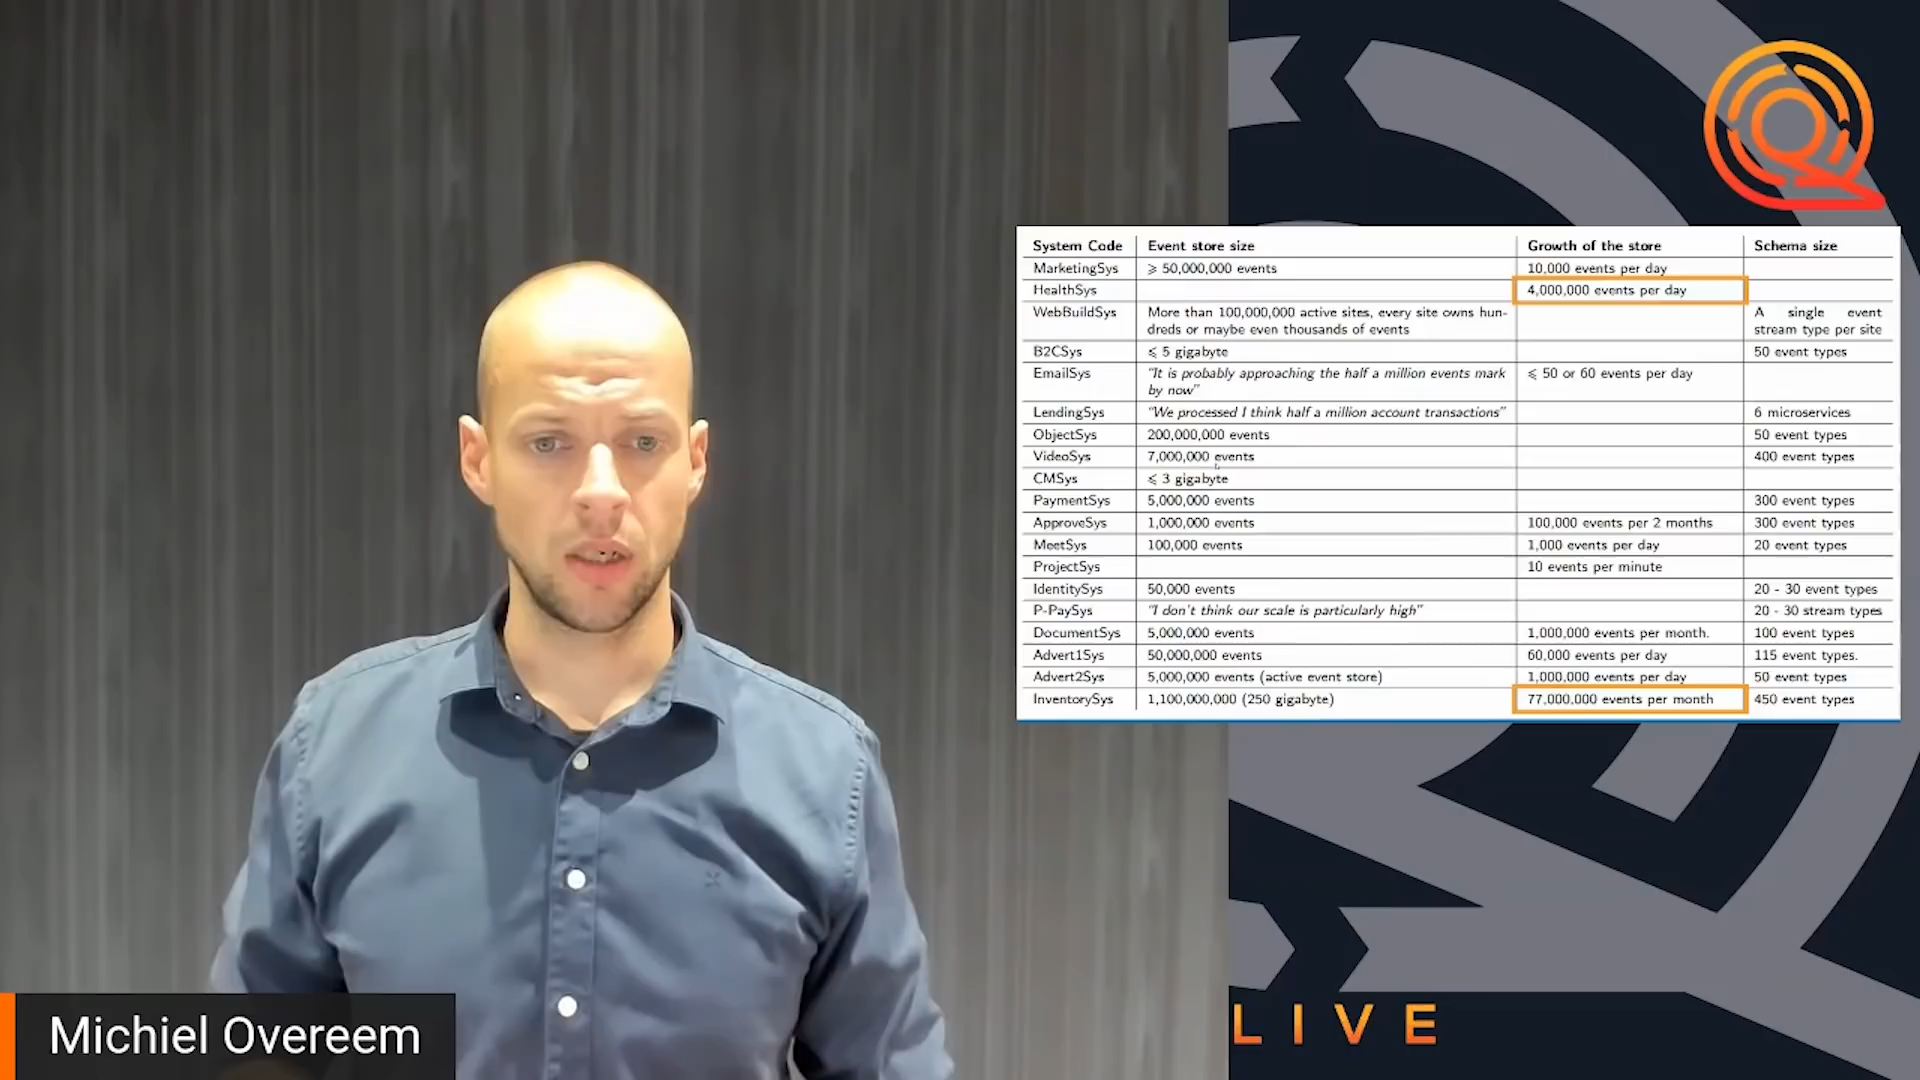 System Code Event store size Growth of the store Schema size
MarketingSys ⩾ 50,000,000 events 10,000 events per day
HealthSys 4,000,000 events per day
WebBuildSys More than 100,000,000 active sites, every site owns hun- A single event
dreds or maybe even thousands of events stream type per site
B2CSys ⩽ 5 gigabyte 50 event types
EmailSys "It is probably approaching the half a million events mark ⩽ 50 or 60 events per day
by now"
LendingSys "We processed I think half a million account transactions" 6 microservices
ObjectSys 200,000,000 events 50 event types
VideoSys 7,000,000 events 400 event types
CMSys ⩽ 3 gigabyte
PaymentSys 5,000,000 events 300 event types
ApproveSys 1,000,000 events 100,000 events per 2 months 300 event types
MeetSys 100,000 events 1,000 events per day 20 event types
ProjectSys 10 events per minute
IdentitySys 50,000 events 20 - 30 event types
P-PaySys "I don't think our scale is particularly high" 20 - 30 stream types
DocumentSys 5,000,000 events 1,000,000 events per month. 100 event types
Advert1Sys 50,000,000 events 60,000 events per day 115 event types.
Advert2Sys 5,000,000 events (active event store) 1,000,000 events per day 50 event types
InventorySys 1,100,000,000 (250 gigabyte) 77,000,000 events per month 450 event types
Michiel Overeem
LIVE